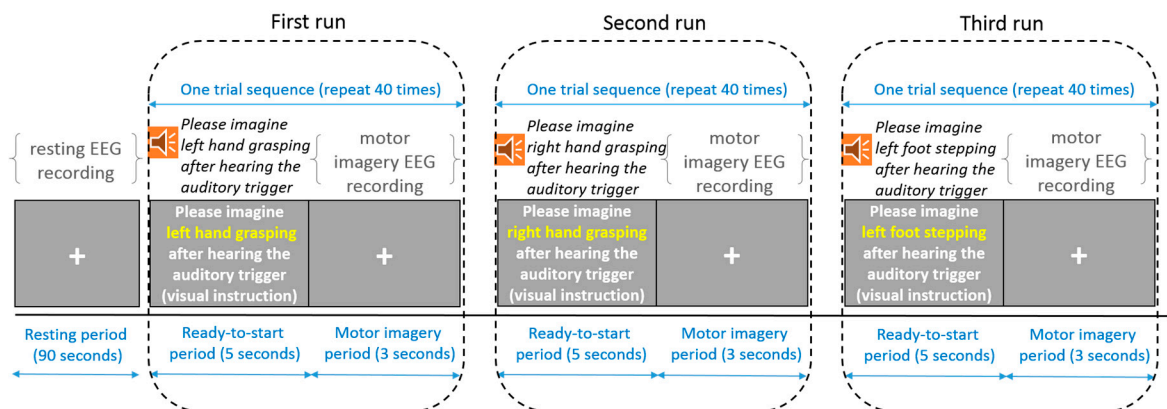 First run
Second run
Third run
One trial sequence (repeat 40 times)
One trial sequence (repeat 40 times)
One trial sequence (repeat 40 times)
resting EEG
recording
Please imagine
left hand grasping
after hearing the
auditory trigger
motor
imagery EEG
recording
Please imagine
right hand grasping
after hearing the
auditory trigger
motor
imagery EEG
recording
Please imagine
left foot stepping
after hearing the
auditory trigger
motor
imagery EEG
recording
+
Please imagine
left hand grasping
after hearing the
auditory trigger
(visual instruction)
+
Please imagine
right hand grasping
after hearing the
auditory trigger
(visual instruction)
+
Please imagine
left foot stepping
after hearing the
auditory trigger
(visual instruction)
+
Resting period
(90 seconds)
Ready-to-start
period (5 seconds)
Motor imagery
period (3 seconds)
Ready-to-start
period (5 seconds)
Motor imagery
period (3 seconds)
Ready-to-start
period (5 seconds)
Motor imagery
period (3 seconds)